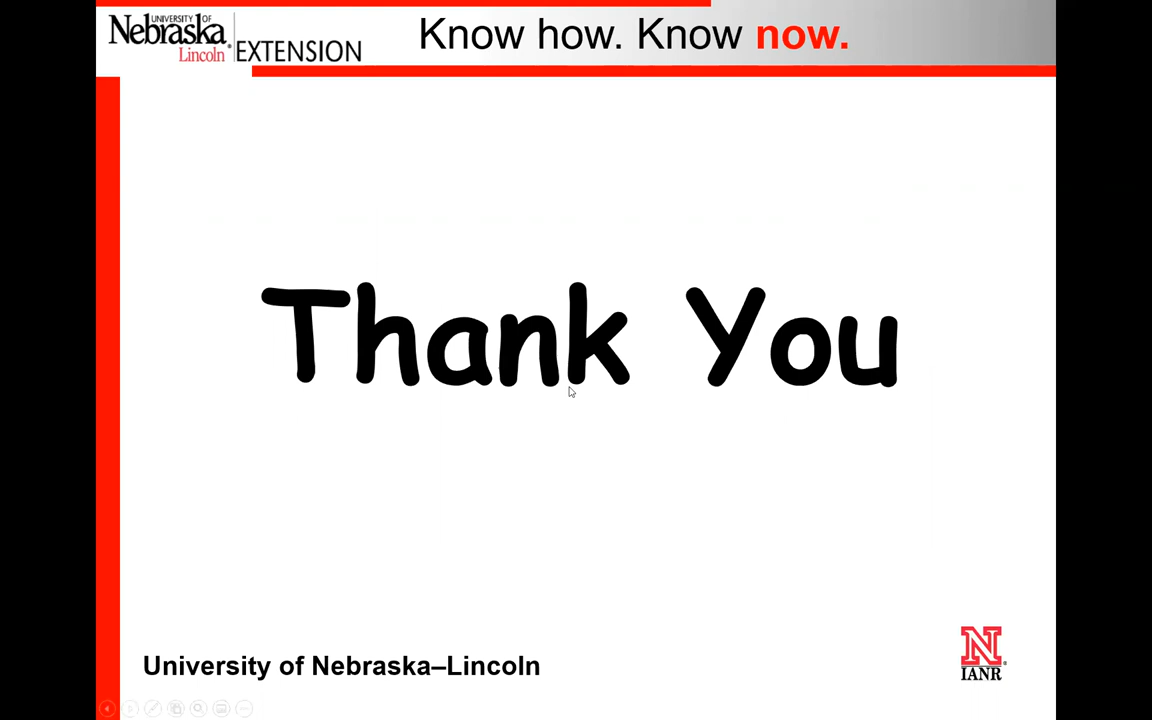 UNIVERSITY OF
Nebraska
Lincoln
EXTENSION
Know how. Know now.
Thank You
University of Nebraska–Lincoln
N
IANR